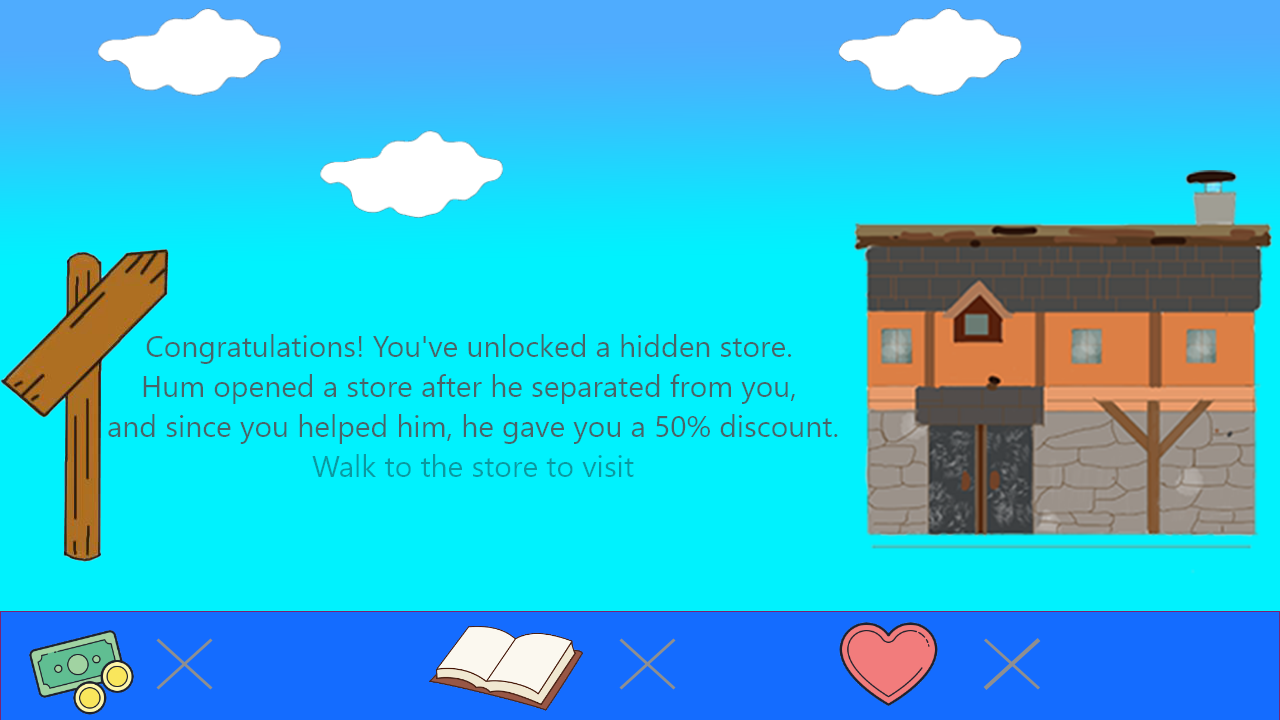 Congratulations! You've unlocked a hidden store.
Hum opened a store after he separated from you,
and since you helped him, he gave you a 50% discount.
Walk to the store to visit